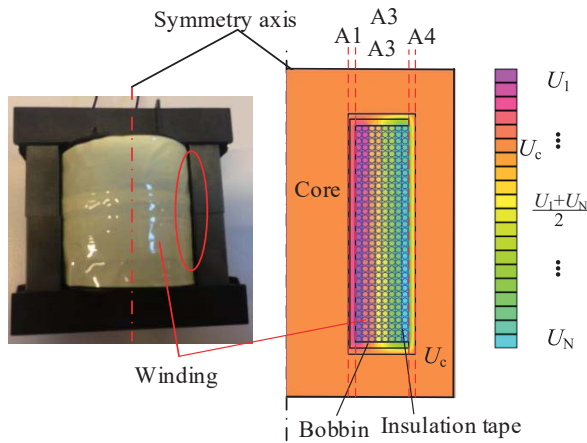 Symmetry axis
A3
A1
A3
A4
Core
U1
⋮
Uc
U1+UN
2
⋮
UN
Uc
Winding
Bobbin
Insulation tape